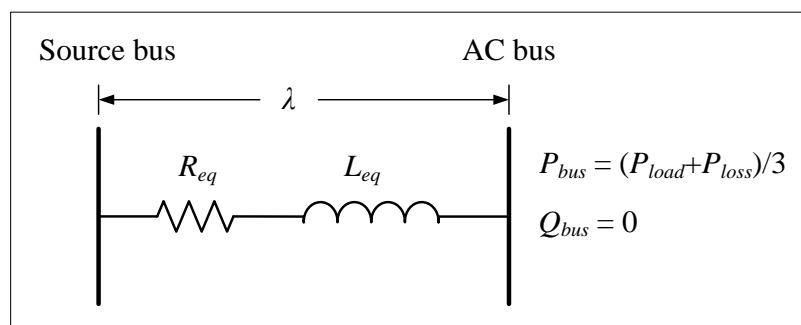 Source bus
AC bus
λ
R_eq
L_eq
P_bus = (P_load+P_loss)/3
Q_bus = 0